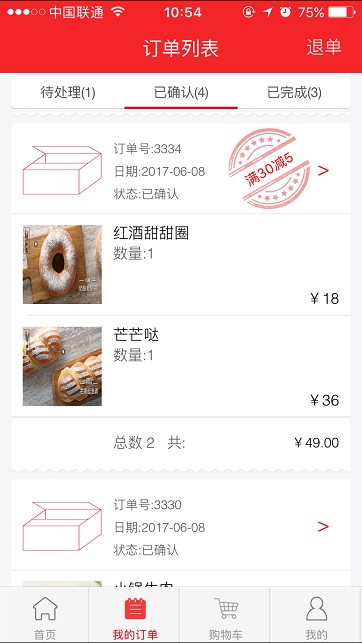 中国联通 10:54 75%
订单列表 退单
待处理(1) 已确认(4) 已完成(3)
订单号:3334
日期:2017-06-08
状态:已确认
满30减5
>
红酒甜甜圈
数量:1
¥18
芒芒哒
数量:1
¥36
总数 2 共: ¥49.00
订单号:3330
日期:2017-06-08
状态:已确认
>
首页 我的订单 购物车 我的